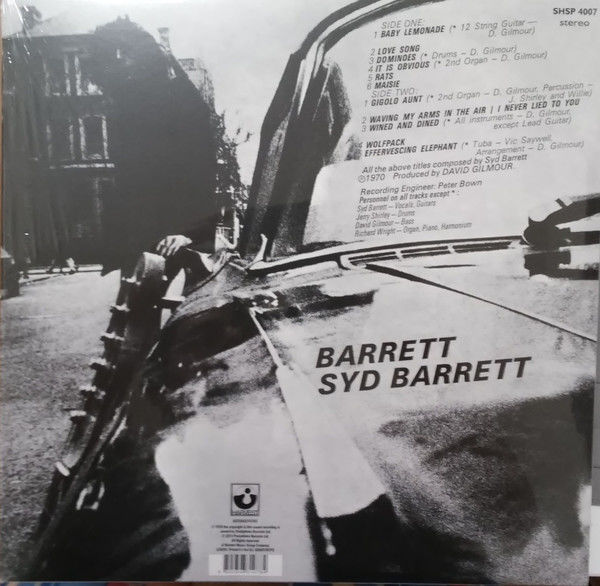 SHSP 4007
stereo
SIDE ONE:
1 BABY LEMONADE (* 12 String Guitar —
D. Gilmour)
2 LOVE SONG
3 DOMINOES (* Drums – D. Gilmour)
4 IT IS OBVIOUS (* 2nd Organ – D. Gilmour)
5 RATS
6 MAISIE
SIDE TWO:
1 GIGOLO AUNT (* 2nd Organ – D. Gilmour, Percussion –
J. Shirley and Willie)
2 WAVING MY ARMS IN THE AIR | I NEVER LIED TO YOU
3 WINED AND DINED (* All instruments – D. Gilmour,
except Lead Guitar)
WOLFPACK
EFFERVESCING ELEPHANT (* Tuba – Vic Saywell,
Arrangement – D. Gilmour)
All the above titles composed by Syd Barrett
℗1970 Produced by DAVID GILMOUR.
Recording Engineer: Peter Bown
Personnel on all tracks except * :
Syd Barrett – Vocals, Guitars
Jerry Shirley – Drums
David Gilmour – Bass
Richard Wright – Organ, Piano, Harmonium
BARRETT
SYD BARRETT